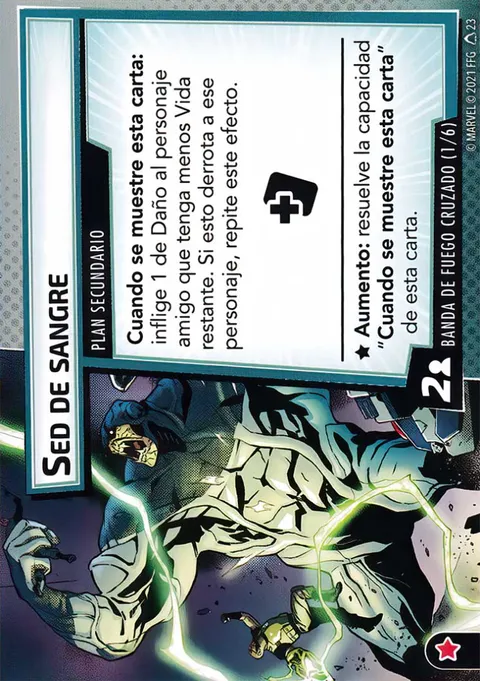 SED DE SANGRE
PLAN SECUNDARIO
Cuando se muestre esta carta:
inflige 1 de Daño al personaje
amigo que tenga menos Vida
restante. Si esto derrota a ese
personaje, repite este efecto.
★ Aumento: resuelve la capacidad
"Cuando se muestre esta carta"
de esta carta.
2
BANDA DE FUEGO CRUZADO (1/6)
© MARVEL © 2021 FFG 23